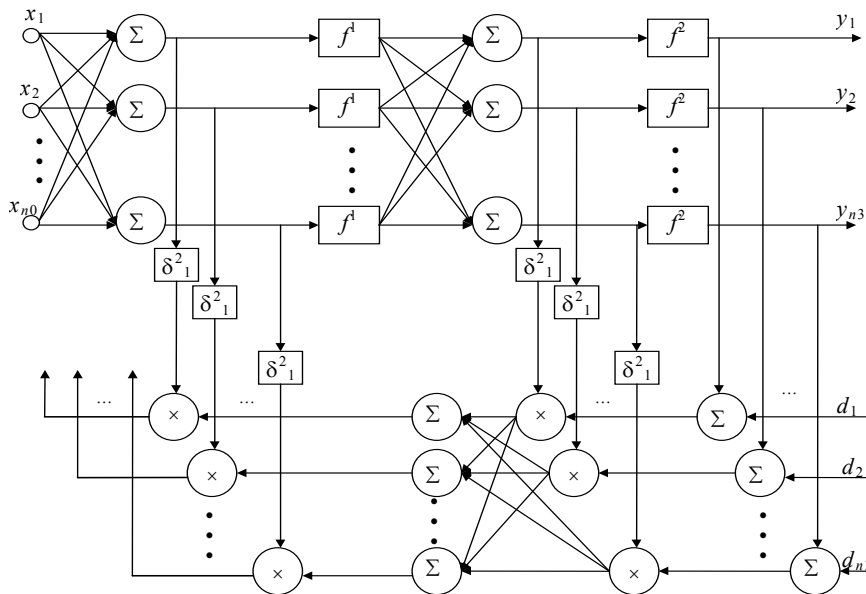 x1 Σ f1 Σ f2 y1
x2 Σ f1 Σ f2 y2
xn0 Σ f1 Σ f2 yn3
δ21 δ21
δ21 δ21
δ21 δ21
... × ... Σ × ... Σ ... d1
× Σ × Σ d2
× Σ × Σ dn